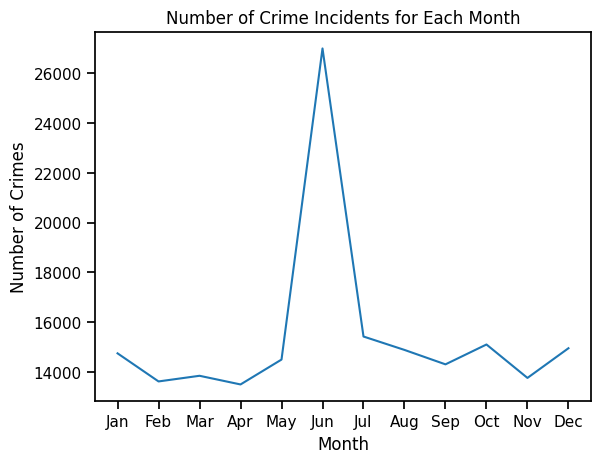 Number of Crime Incidents for Each Month
Number of Crimes
26000
24000
22000
20000
18000
16000
14000
Jan Feb Mar Apr May Jun Jul Aug Sep Oct Nov Dec
Month